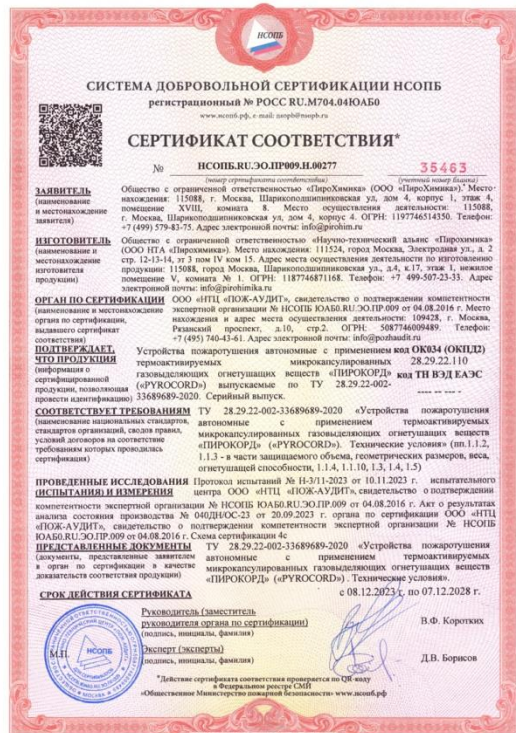 НСОПБ
СИСТЕМА ДОБРОВОЛЬНОЙ СЕРТИФИКАЦИИ НСОПБ
регистрационный № РОСС RU.М704.04ЮАБ0
www.нсопб.рф, e-mail: nsopb@nsopb.ru
СЕРТИФИКАТ СООТВЕТСТВИЯ*
№ НСОПБ.RU.ЭО.ПР009.Н.00277 35463
(номер сертификата соответствия) (учетный номер бланка)
ЗАЯВИТЕЛЬ
(наименование
и местонахождение
заявителя)
Общество с ограниченной ответственностью «ПироХимика» (ООО «ПироХимика»). Место
нахождения: 115088, г. Москва, Шарикоподшипниковская ул, дом 4, корпус 1, этаж 4,
помещение XVIII, комната 8. Место осуществления деятельности: 115088,
г. Москва, Шарикоподшипниковская ул, дом 4, корпус 4. ОГРН: 1197746514350. Телефон:
+7 (499) 579-83-75. Адрес электронной почты: info@pirohim.ru
ИЗГОТОВИТЕЛЬ
(наименование и
местонахождение
изготовителя
продукции)
Общество с ограниченной ответственностью «Научно-технический альянс «Пирохимика»
(ООО НТА «Пирохимика»). Место нахождения: 111524, город Москва, Электродная ул., д. 2
стр. 12-13-14, эт 3 пом IV ком 15. Адрес места осуществления деятельности по изготовлению
продукции: 115088, город Москва, Шарикоподшипниковская ул., д.4, к.17, этаж 1, нежилое
помещение V, комната № 1. ОГРН: 1187746871168. Телефон: +7 499-507-23-33. Адрес
электронной почты: info@pirohimika.ru
ОРГАН ПО СЕРТИФИКАЦИИ
(наименование и местонахождение
органа по сертификации,
выдавшего сертификат
соответствия)
ООО «НТЦ «ПОЖ-АУДИТ», свидетельство о подтверждении компетентности
экспертной организации № НСОПБ ЮАБ0.RU.ЭО.ПР.009 от 04.08.2016 г. Место
нахождения и адрес места осуществления деятельности: 109428, г. Москва,
Рязанский проспект, д.10, стр.2. ОГРН: 5087746009489. Телефон:
+7 (495) 740-43-61. Адрес электронной почты: info@pozhaudit.ru
ПОДТВЕРЖДАЕТ,
ЧТО ПРОДУКЦИЯ
(информация о
сертифицированной
продукции, позволяющая
провести идентификацию)
Устройства пожаротушения автономные с применением
термоактивируемых микрокапсулированных
газовыделяющих огнетушащих веществ «ПИРОКОРД»
(«PYROCORD») выпускаемые по ТУ 28.29.22-002-
33689689-2020. Серийный выпуск.
код ОК034 (ОКПД2)
28.29.22.110
код ТН ВЭД ЕАЭС
СООТВЕТСТВУЕТ ТРЕБОВАНИЯМ
(наименование национальных стандартов,
стандартов организаций, сводов правил,
условий договоров на соответствие
требованиям которых проводилась
сертификация)
ТУ 28.29.22-002-33689689-2020 «Устройства пожаротушения
автономные с применением термоактивируемых
микрокапсулированных газовыделяющих огнетушащих веществ
«ПИРОКОРД» («PYROCORD»). Технические условия» (пп.1.1.2,
1.1.3 - в части защищаемого объема, геометрических размеров, веса,
огнетушащей способности, 1.1.4, 1.1.10, 1.3, 1.4, 1.5)
ПРОВЕДЕННЫЕ ИССЛЕДОВАНИЯ
(ИСПЫТАНИЯ) И ИЗМЕРЕНИЯ
Протокол испытаний № Н-3/11-2023 от 10.11.2023 г. испытательного
центра ООО «НТЦ «ПОЖ-АУДИТ», свидетельство о подтверждении
компетентности экспертной организации № НСОПБ ЮАБ0.RU.ЭО.ПР.009 от 04.08.2016 г. Акт о результатах
анализа состояния производства № 040ДН/ОС-23 от 20.09.2023 г. органа по сертификации ООО «НТЦ
«ПОЖ-АУДИТ», свидетельство о подтверждении компетентности экспертной организации № НСОПБ
ЮАБ0.RU.ЭО.ПР.009 от 04.08.2016 г. Схема сертификации 4с
ПРЕДСТАВЛЕННЫЕ ДОКУМЕНТЫ
(документы, представленные заявителем
в орган по сертификации в качестве
доказательств соответствия продукции)
ТУ 28.29.22-002-33689689-2020 «Устройства пожаротушения
автономные с применением термоактивируемых
микрокапсулированных газовыделяющих огнетушащих веществ
«ПИРОКОРД» («PYROCORD») . Технические условия».
СРОК ДЕЙСТВИЯ СЕРТИФИКАТА с 08.12.2023 г. по 07.12.2028 г.
Руководитель (заместитель
руководителя органа по сертификации)
(подпись, инициалы, фамилия)
В.Ф. Коротких
М.П.
НСОПБ
Эксперт (эксперты)
(подпись, инициалы, фамилия)
Д.В. Борисов
*Действие сертификата соответствия проверяется по QR-коду
в Федеральном реестре СМИ
«Общественное Министерство пожарной безопасности» www.нсопб.рф